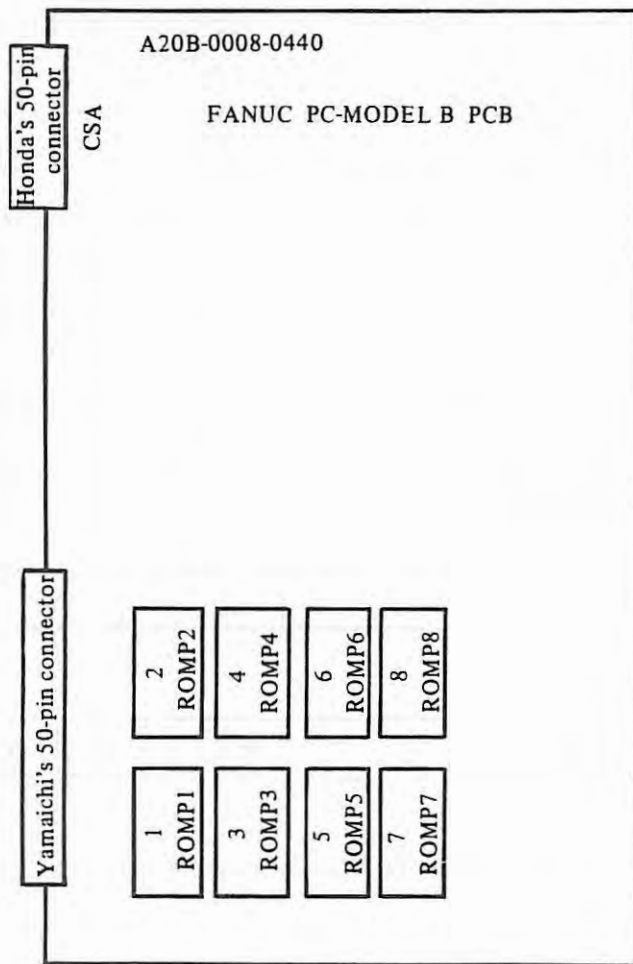 A20B-0008-0440
FANUC PC-MODEL B PCB
Honda's 50-pin
connector
CSA
Yamaichi's 50-pin connector
2
ROMP2
4
ROMP4
6
ROMP6
8
ROMP8
1
ROMP1
3
ROMP3
5
ROMP5
7
ROMP7